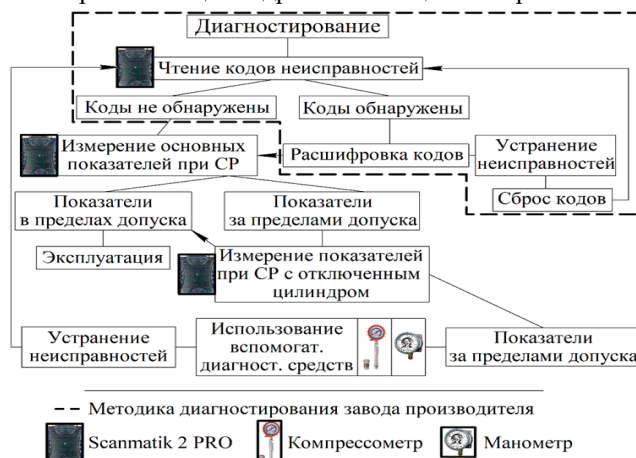 Диагностирование
Чтение кодов неисправностей
Коды не обнаружены
Коды обнаружены
Измерение основных
показателей при СР
Расшифровка кодов
Устранение
неисправностей
Сброс кодов
Показатели
в пределах допуска
Показатели
за пределами допуска
Эксплуатация
Измерение показателей
при СР с отключенным
цилиндром
Устранение
неисправностей
Использование
вспомогат.
диагност. средств
Показатели
за пределами допуска
Методика диагностирования завода производителя
Scanmatik 2 PRO
Компрессометр
Манометр